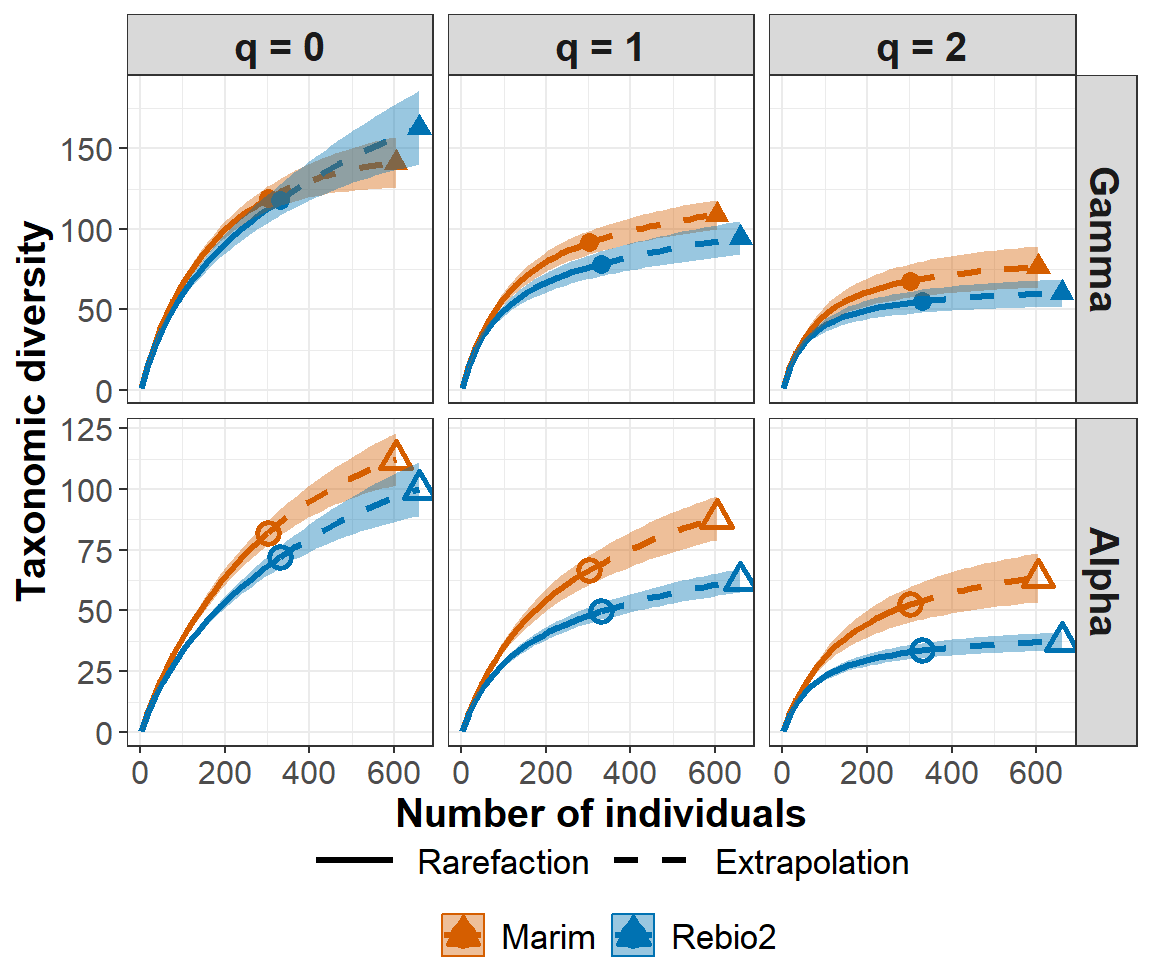 q = 0 q = 1 q = 2
Taxonomic diversity
150
100
50
0
Gamma
125
100
75
50
25
0
Alpha
0 200 400 600 0 200 400 600 0 200 400 600
Number of individuals
Rarefaction Extrapolation
Marim Rebio2